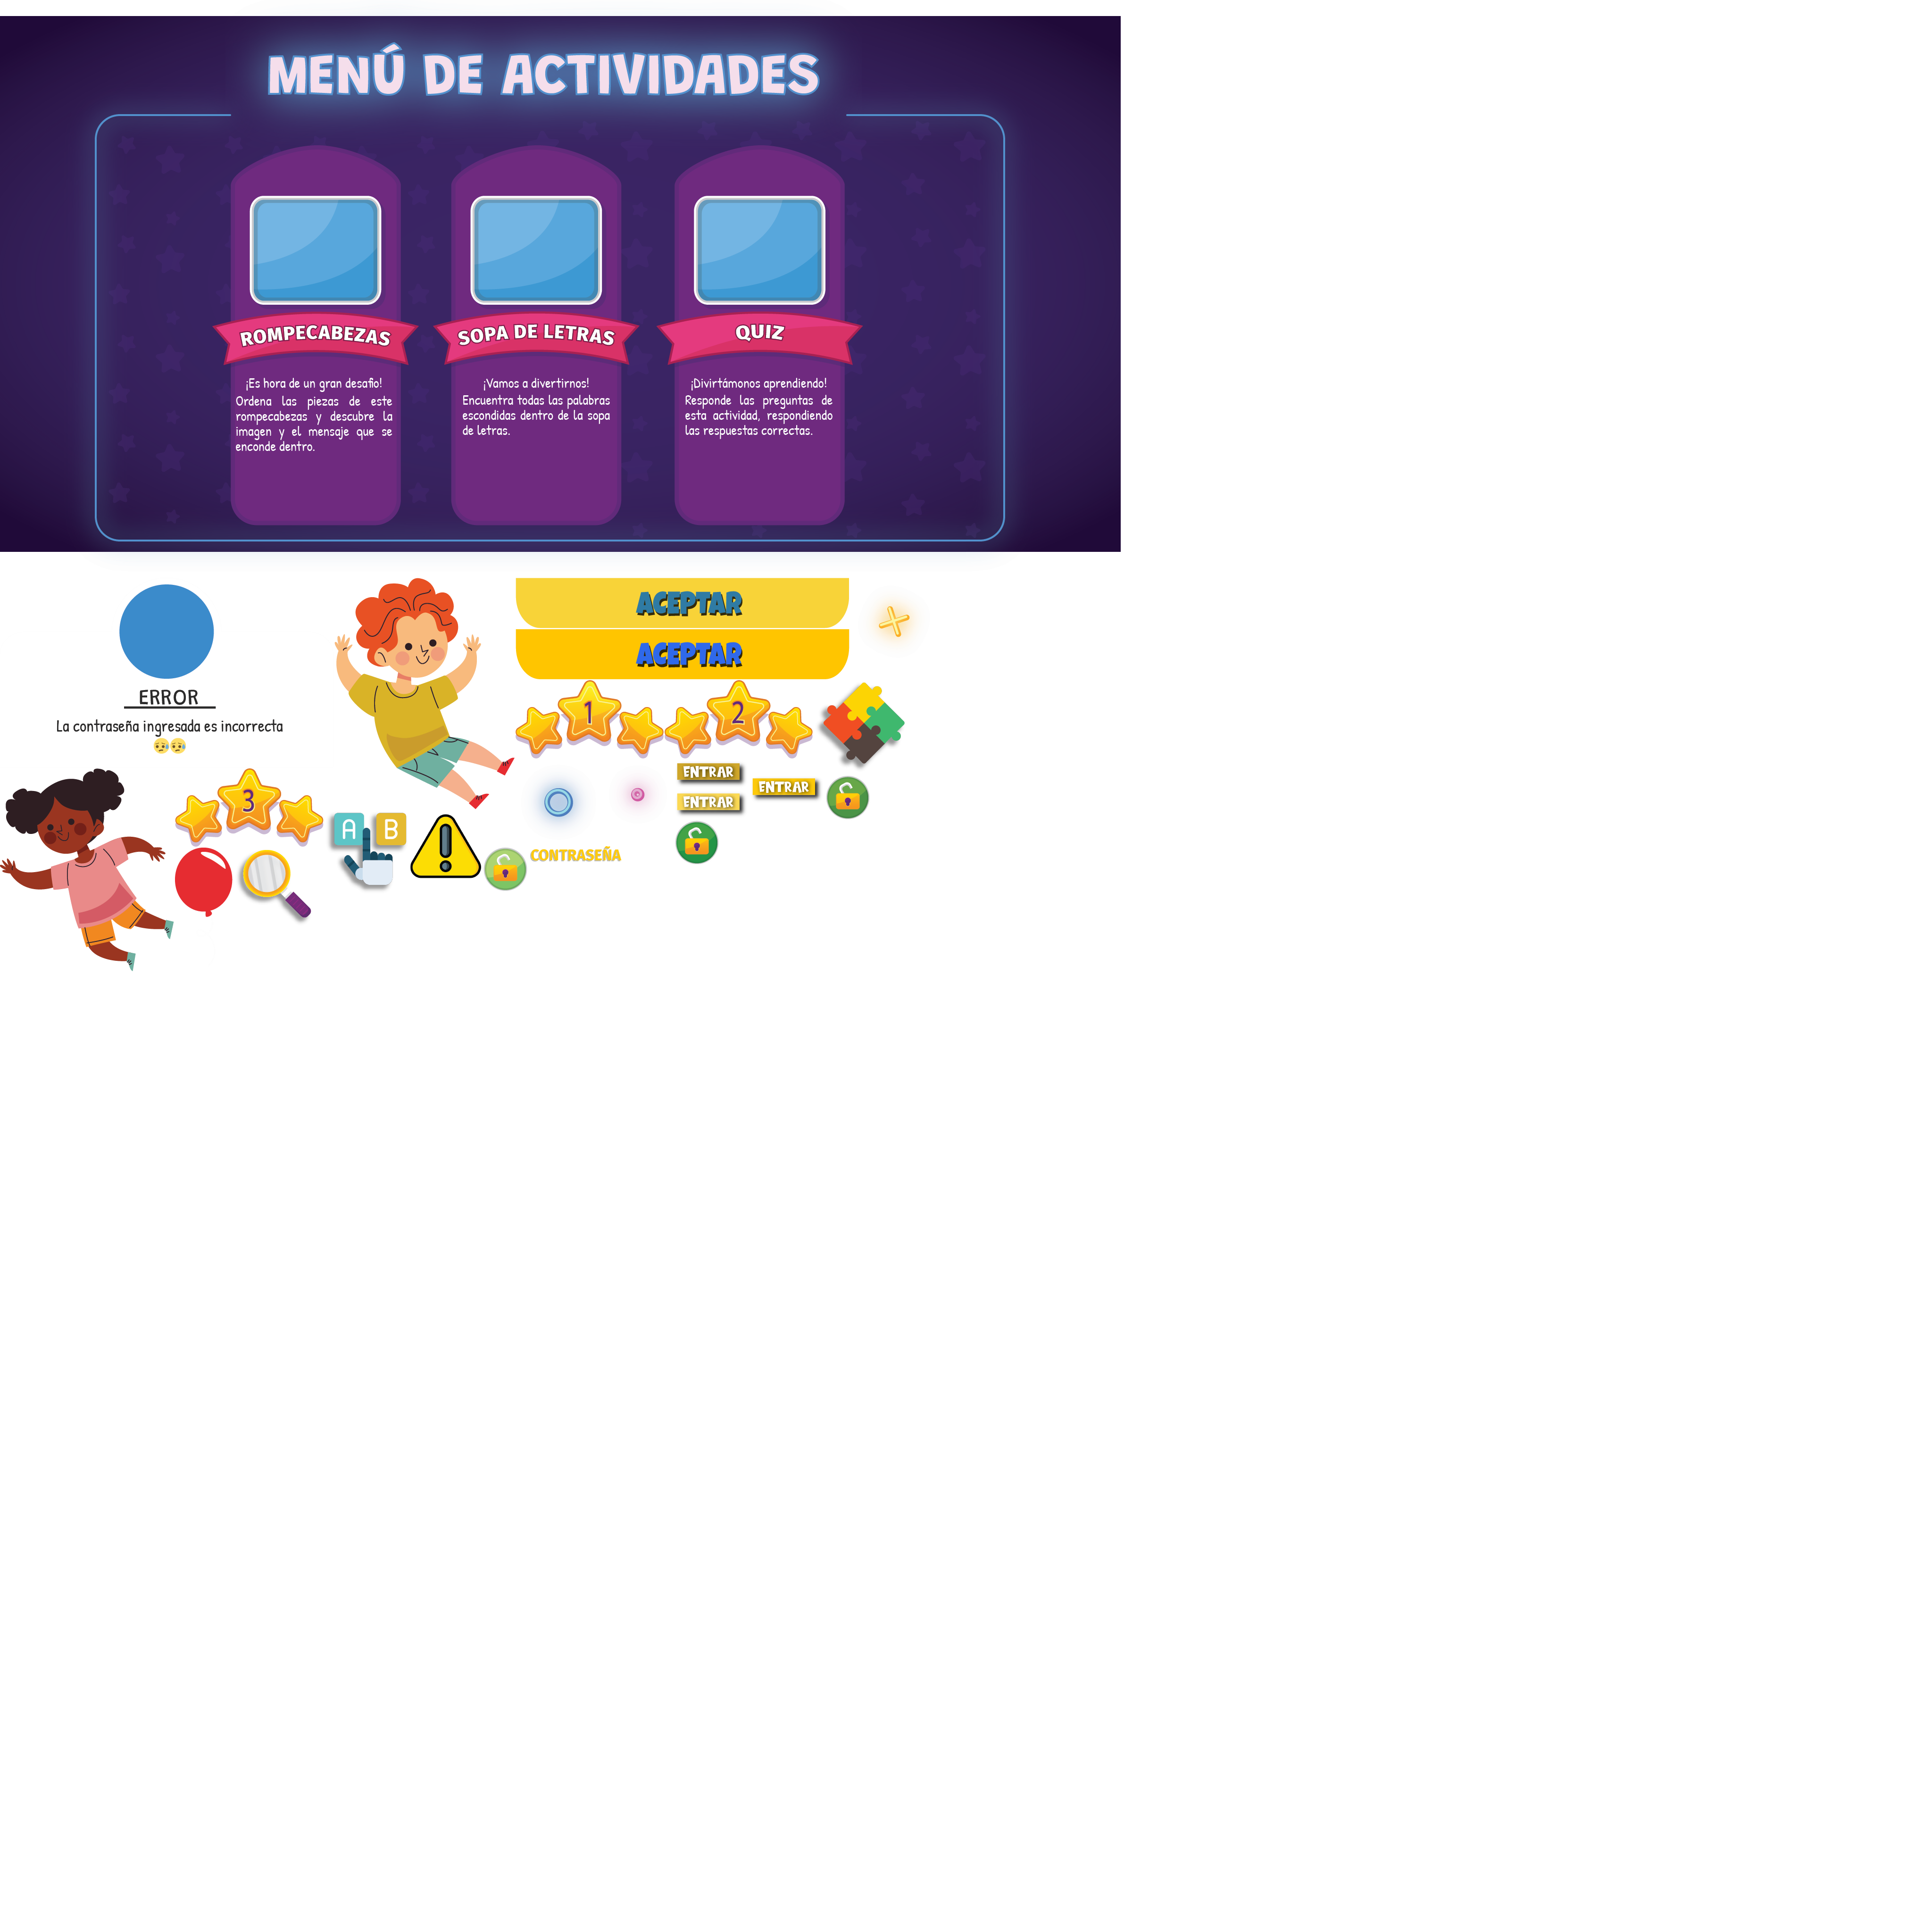 MENÚ DE ACTIVIDADES
ROMPECABEZAS
¡Es hora de un gran desafio!
Ordena las piezas de este
rompecabezas y descubre la
imagen y el mensaje que se
enconde dentro.
SOPA DE LETRAS
¡Vamos a divertirnos!
Encuentra todas las palabras
escondidas dentro de la sopa
de letras.
QUIZ
¡Divirtámonos aprendiendo!
Responde las preguntas de
esta actividad, respondiendo
las respuestas correctas.
ERROR
La contraseña ingresada es incorrecta
ACEPTAR
ACEPTAR
1
2
ENTRAR
ENTRAR
ENTRAR
3
A B
CONTRASEÑA